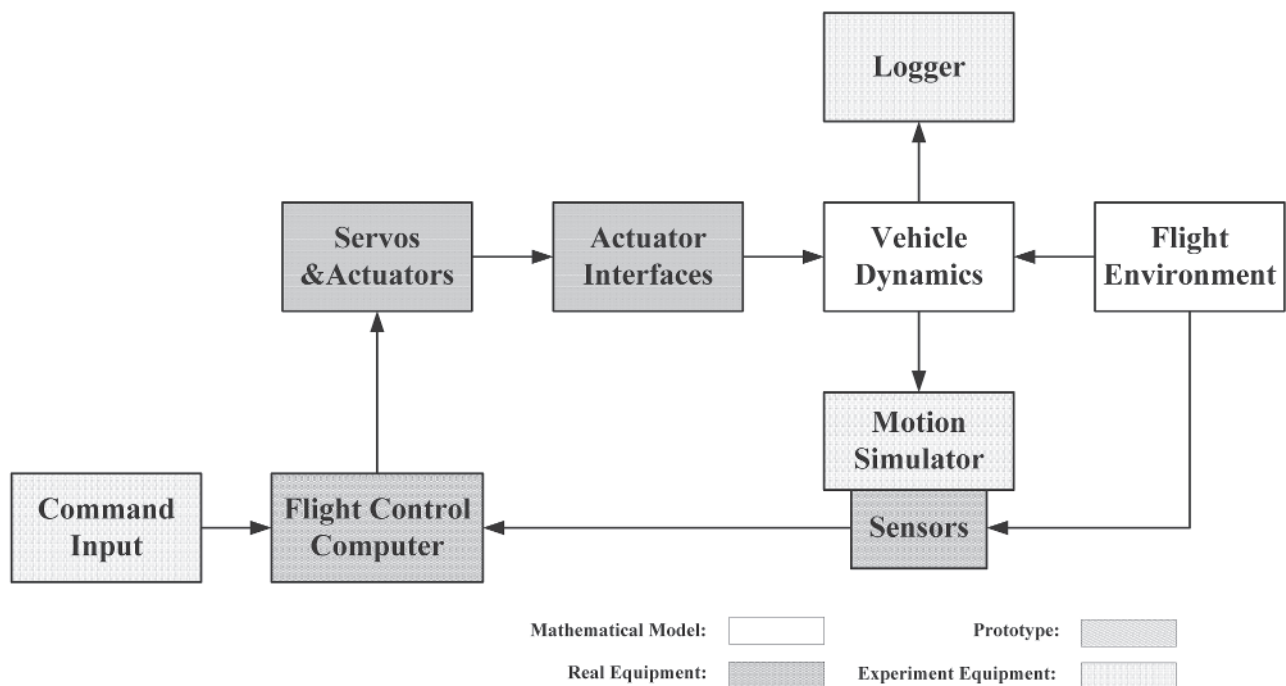 Logger
Servos
&Actuators
Actuator
Interfaces
Vehicle
Dynamics
Flight
Environment
Motion
Simulator
Command
Input
Flight Control
Computer
Sensors
Mathematical Model:
Prototype:
Real Equipment:
Experiment Equipment: